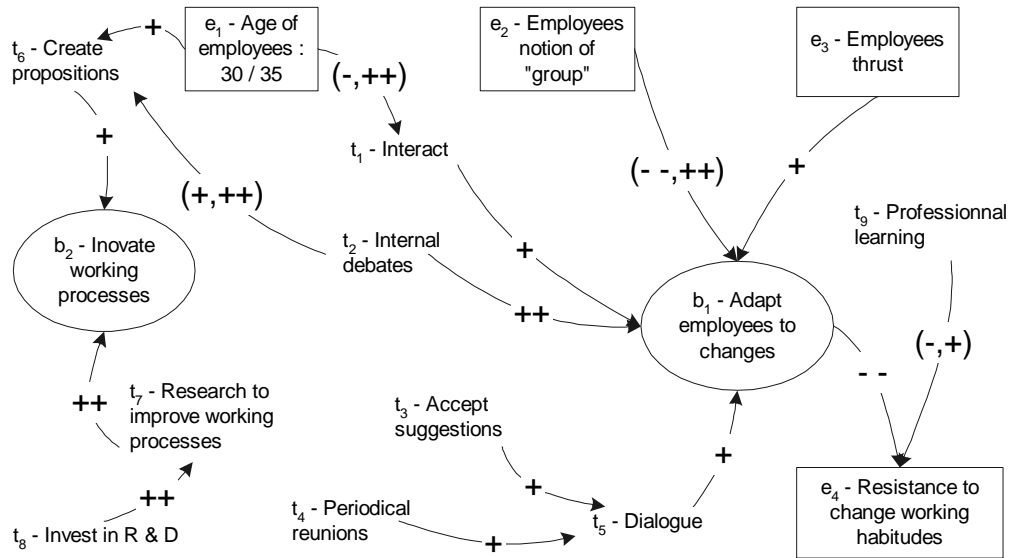 t6 - Create
propositions
+
e1 - Age of
employees :
30 / 35
(-,++)
e2 - Employees
notion of
"group"
e3 - Employees
thrust
+
t1 - Interact
(- -,++)
+
(+,++)
t9 - Professionnal
learning
b2 - Inovate
working
processes
t2 - Internal
debates
+
++
b1 - Adapt
employees to
changes
(-,+)
- -
++
t7 - Research to
improve working
processes
t3 - Accept
suggestions
+
++
+
t8 - Invest in R & D
t4 - Periodical
reunions
+
t5 - Dialogue
e4 - Resistance to
change working
habitudes